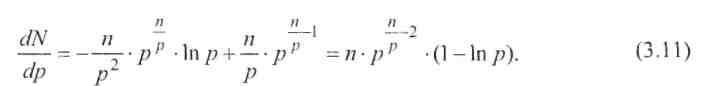 dN/dp = −n/p² · p^(n/p) · ln p + n/p · p^(n/p −1) = n · p^(n/p −2) · (1 − ln p). (3.11)